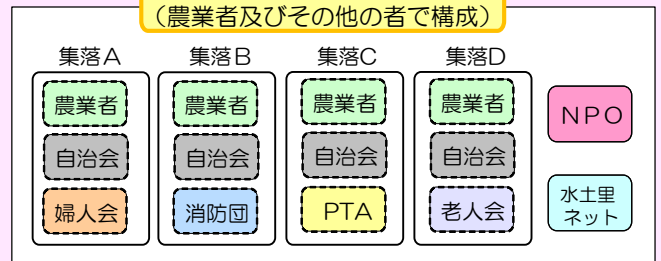 （農業者及びその他の者で構成）
集落A 集落B 集落C 集落D
農業者 農業者 農業者 農業者
NPO
自治会 自治会 自治会 自治会
婦人会 消防団 PTA 老人会
水土里
ネット